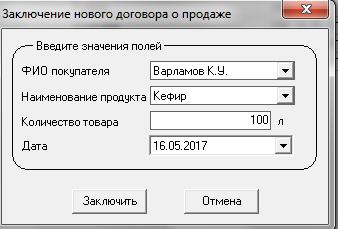 Заключение нового договора о продаже
Введите значения полей
ФИО покупателя Варламов К.У.
Наименование продукта Кефир
Количество товара 100 л
Дата 16.05.2017
Заключить Отмена